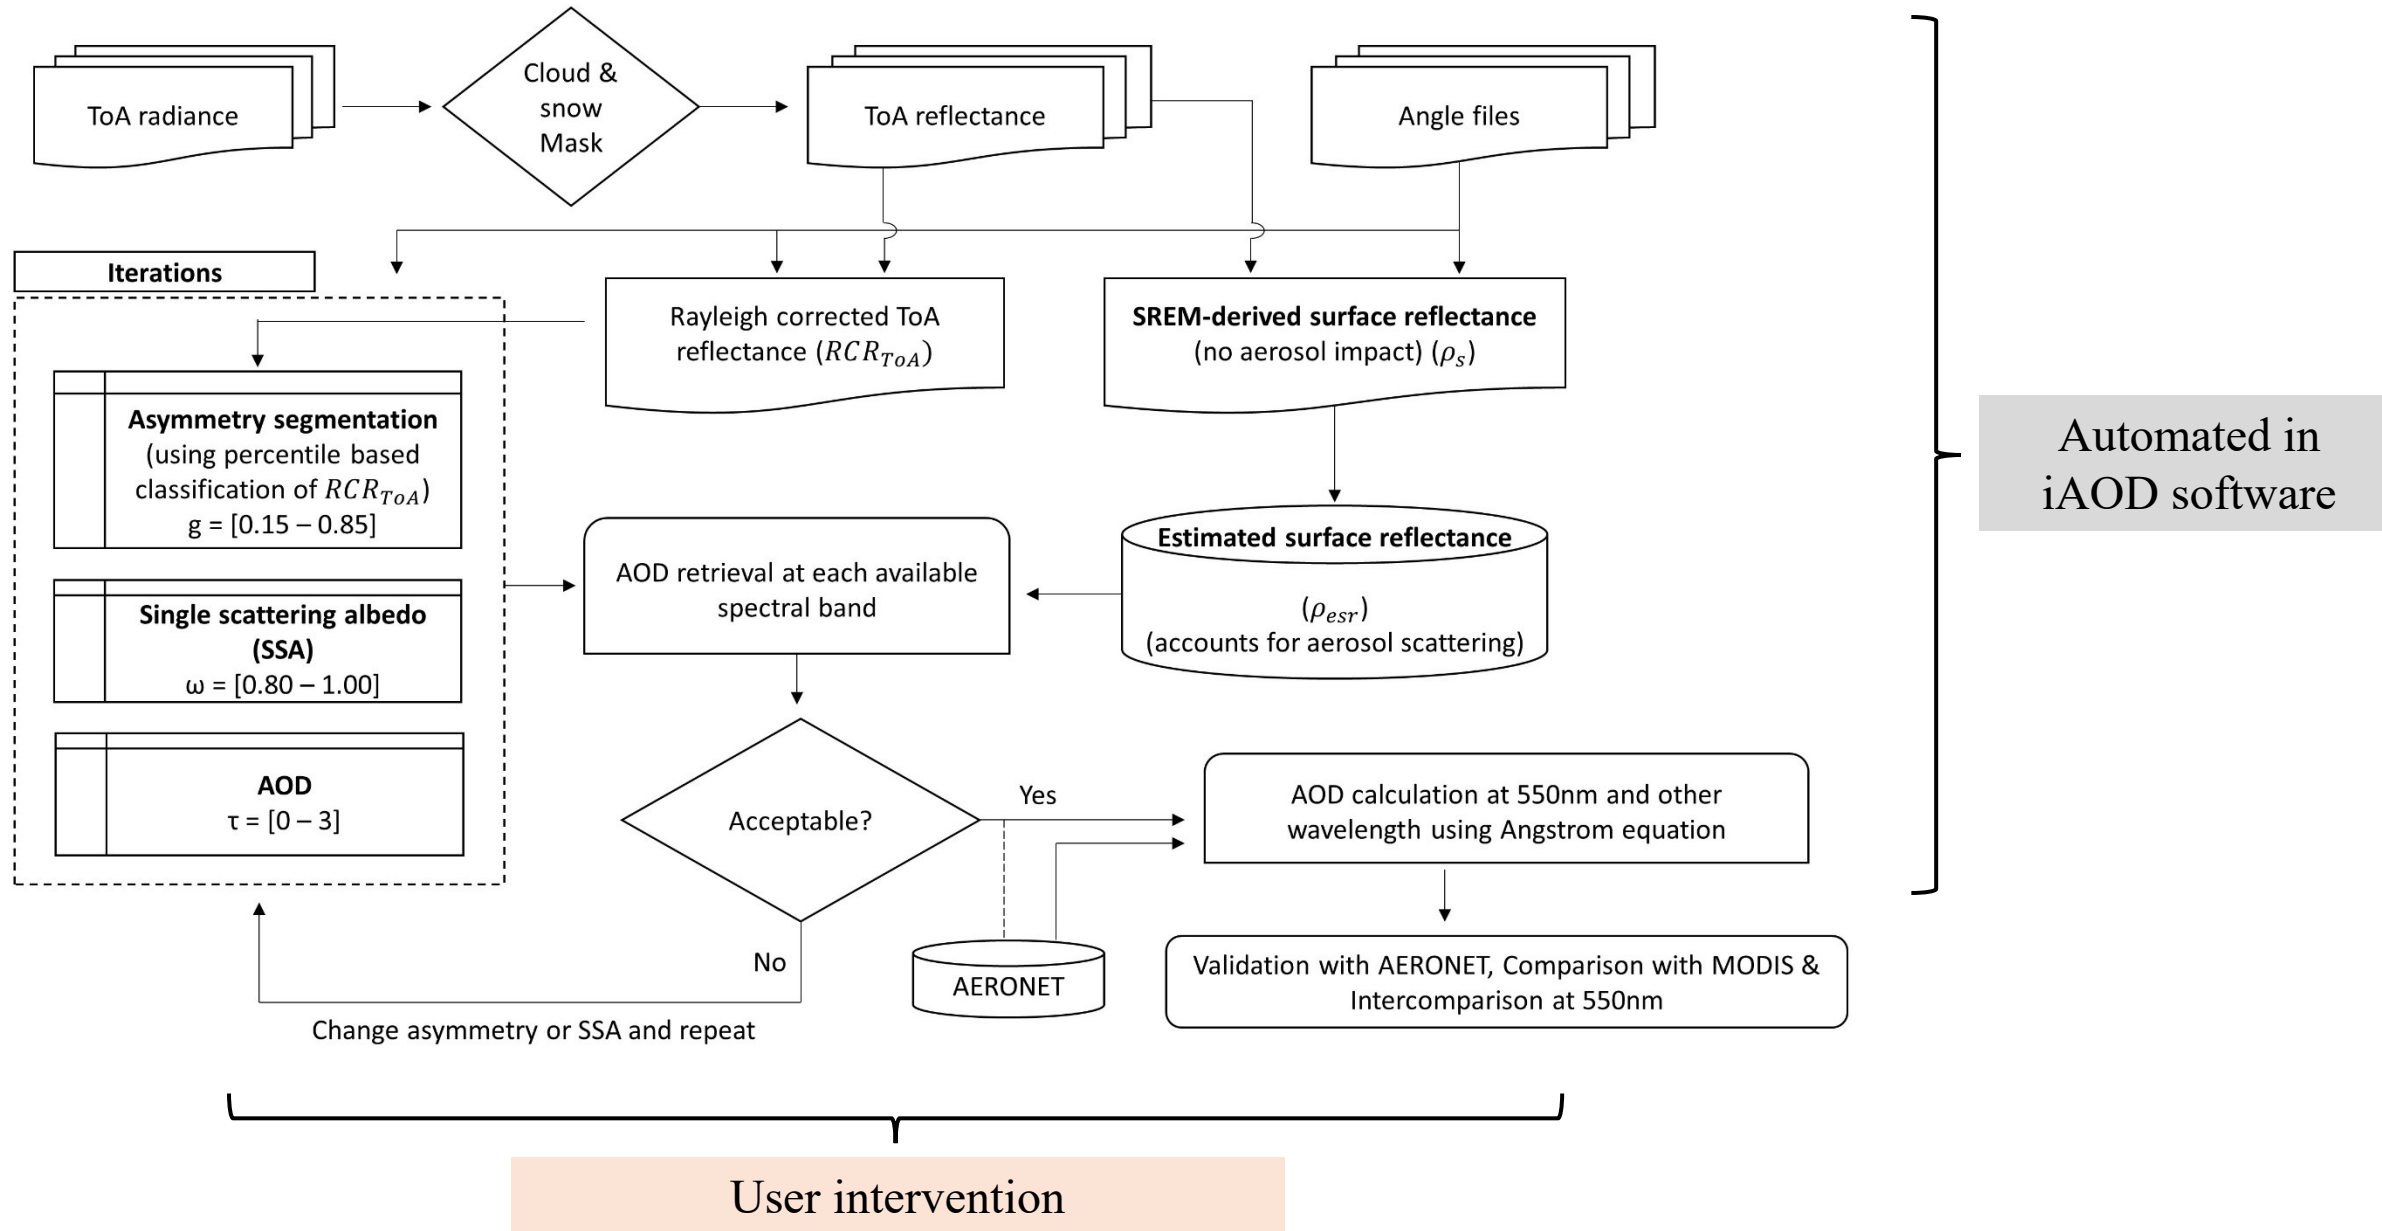 ToA radiance
Cloud &
snow
Mask
ToA reflectance
Angle files
Iterations
Rayleigh corrected ToA
reflectance (𝑅𝐶𝑅𝑇𝑜𝐴)
SREM-derived surface reflectance
(no aerosol impact) (ρs)
Asymmetry segmentation
(using percentile based
classification of 𝑅𝐶𝑅𝑇𝑜𝐴)
g = [0.15 – 0.85]
Automated in
iAOD software
AOD retrieval at each available
spectral band
Estimated surface reflectance
(ρesr)
(accounts for aerosol scattering)
Single scattering albedo
(SSA)
ω = [0.80 – 1.00]
AOD
τ = [0 – 3]
Acceptable?
Yes
AOD calculation at 550nm and other
wavelength using Angstrom equation
No
AERONET
Validation with AERONET, Comparison with MODIS &
Intercomparison at 550nm
Change asymmetry or SSA and repeat
User intervention